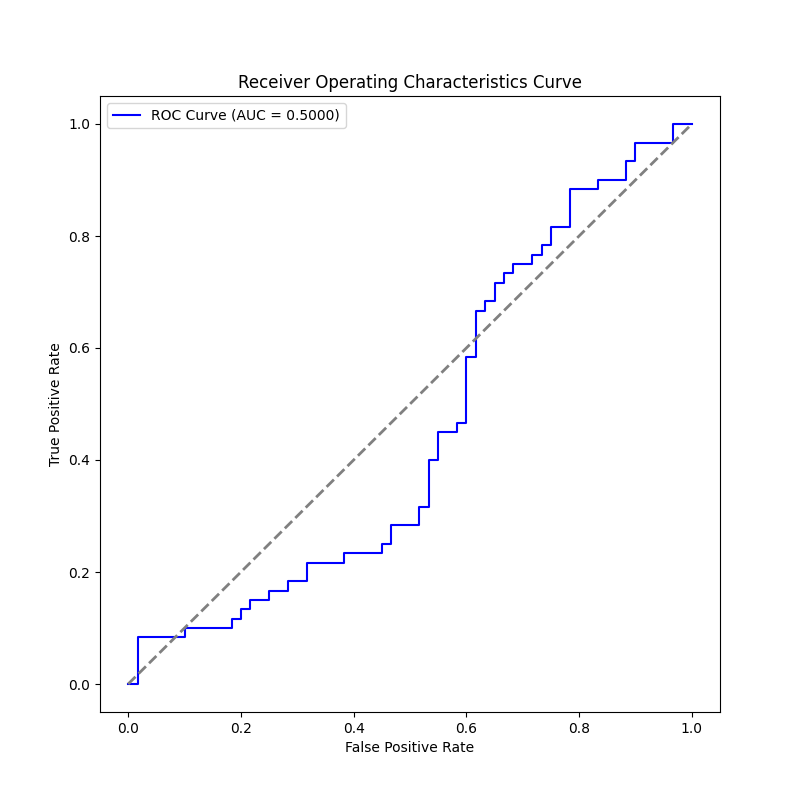 Receiver Operating Characteristics Curve
ROC Curve (AUC = 0.5000)
1.0
0.8
0.6
0.4
0.2
0.0
True Positive Rate
0.0 0.2 0.4 0.6 0.8 1.0
False Positive Rate